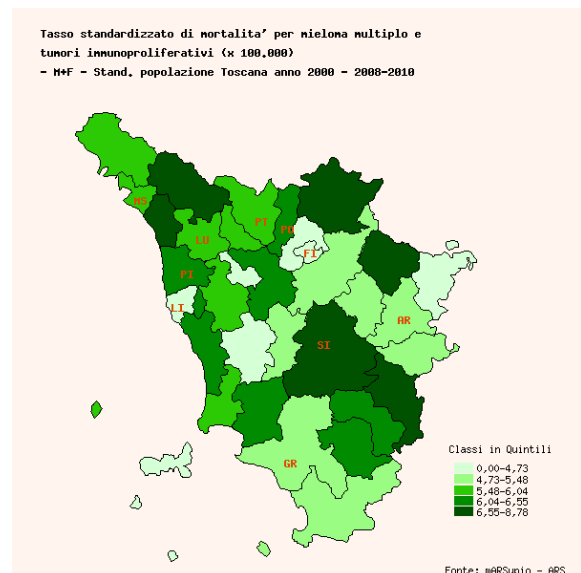 Tasso standardizzato di mortalita' per mieloma multiplo e
tumori immunoproliferativi (x 100.000)
- M+F - Stand. popolazione Toscana anno 2000 - 2008-2010
MS
PT
LU
PO
FI
PI
LI
AR
SI
GR
Classi in Quintili
0,00-4,73
4,73-5,48
5,48-6,04
6,04-6,55
6,55-8,78
Fonte: mARSupio - ARS